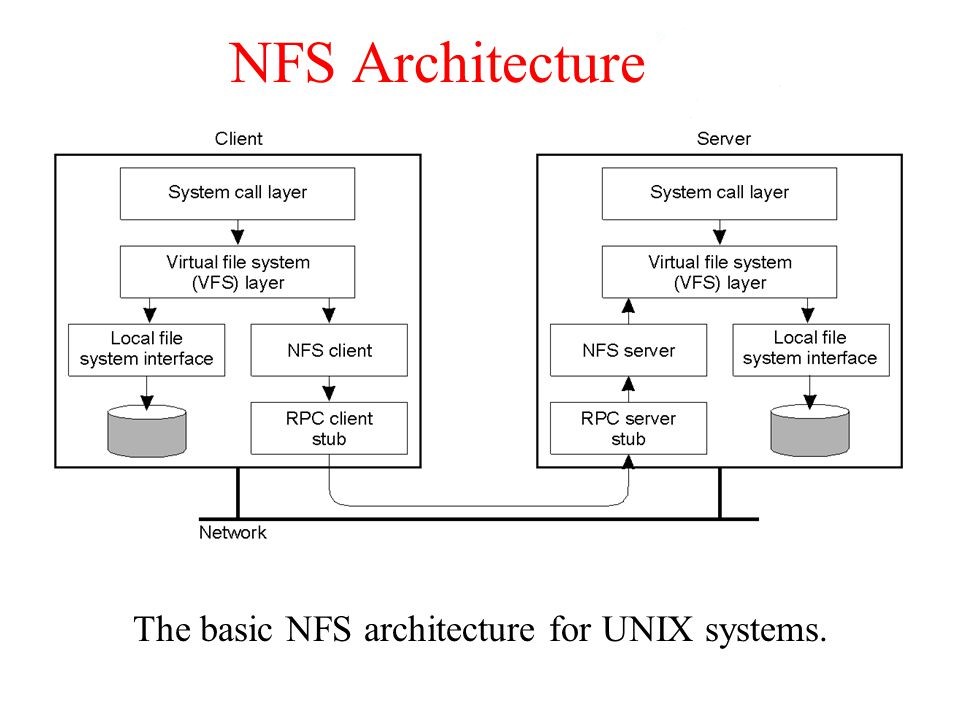 NFS Architecture
Client
System call layer
Virtual file system
(VFS) layer
Local file
system interface
NFS client
RPC client
stub
Server
System call layer
Virtual file system
(VFS) layer
NFS server
Local file
system interface
RPC server
stub
Network
The basic NFS architecture for UNIX systems.